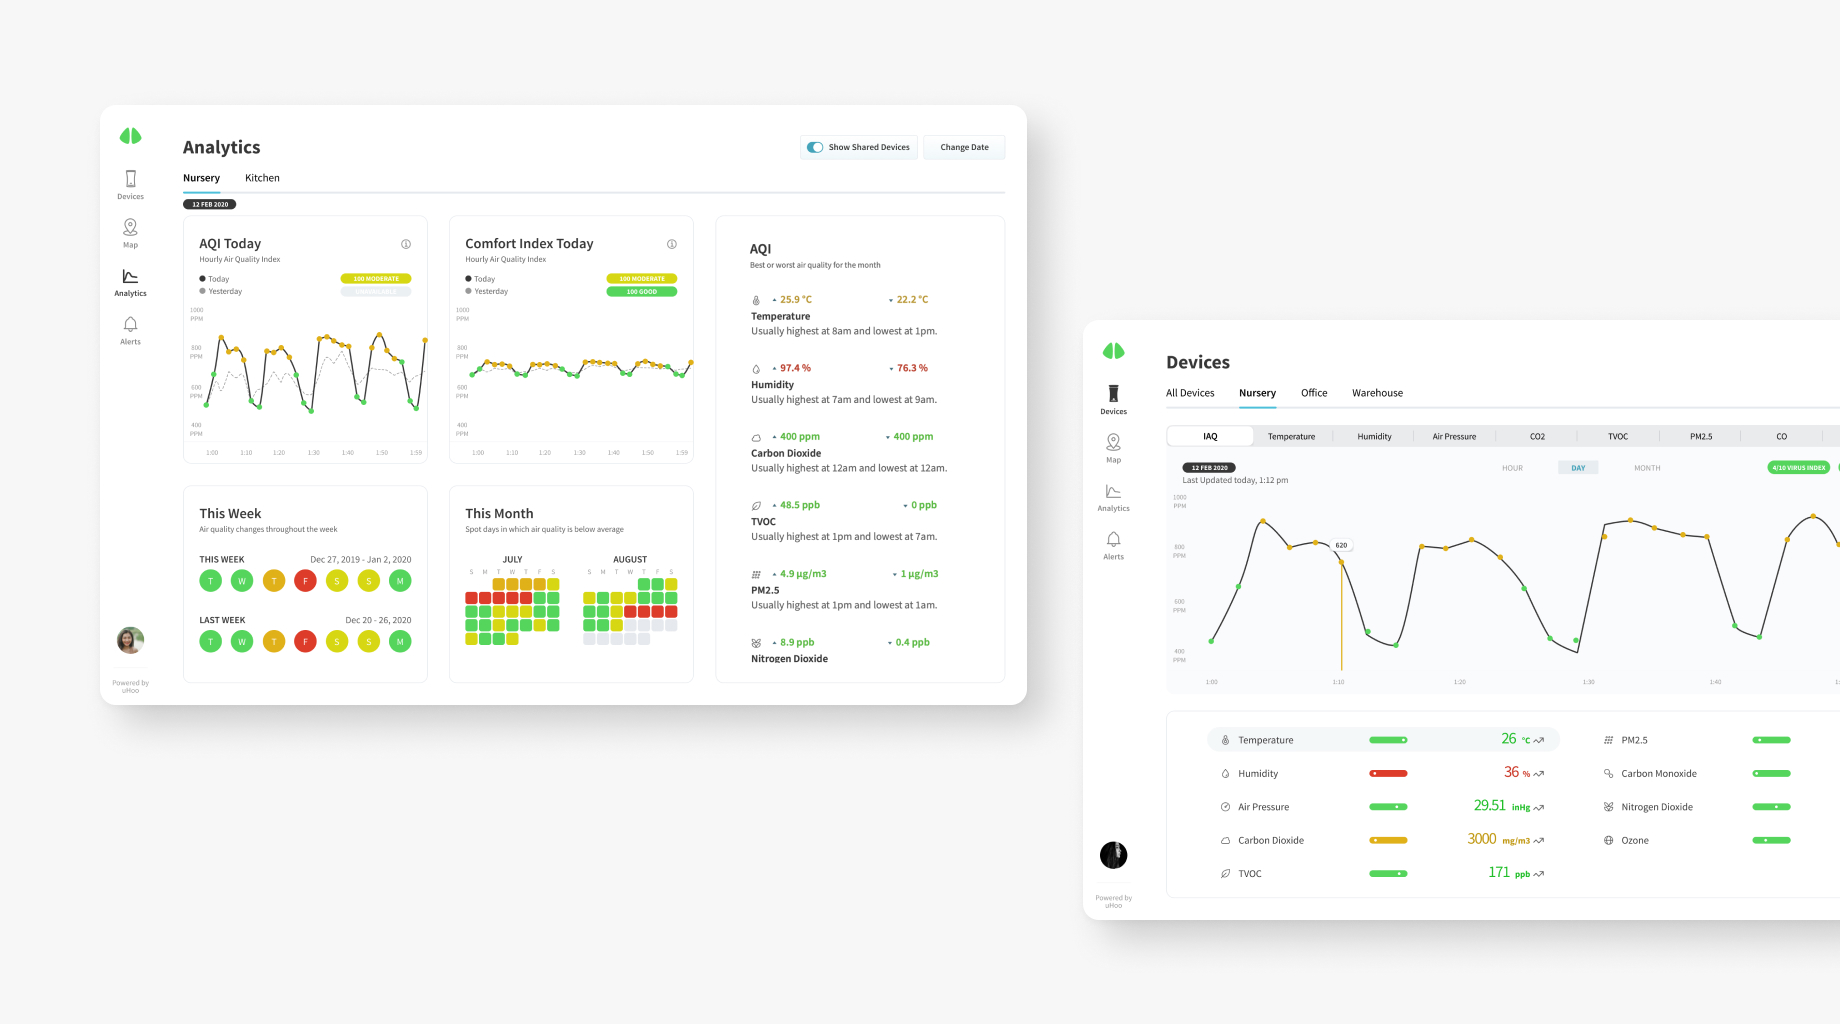 Analytics
Show Shared Devices
Change Date
Nursery
Kitchen
12 FEB 2020
Devices
Map
Analytics
Alerts
Powered by
uHoo
AQI Today
Hourly Air Quality Index
Today
100 MODERATE
Yesterday
1000
PPM
800
PPM
600
PPM
400
PPM
1:00 1:10 1:20 1:30 1:40 1:50 1:59
Comfort Index Today
Hourly Air Quality Index
Today
100 MODERATE
Yesterday
100 GOOD
1000
PPM
800
PPM
600
PPM
400
PPM
1:00 1:10 1:20 1:30 1:40 1:50 1:59
This Week
Air quality changes throughout the week
THIS WEEK
Dec 27, 2019 - Jan 2, 2020
T W T F S S M
LAST WEEK
Dec 20 - 26, 2020
T W T F S S M
This Month
Spot days in which air quality is below average
JULY
S M T W T F S
AUGUST
S M T W T F S
AQI
Best or worst air quality for the month
25.9 °C
22.2 °C
Temperature
Usually highest at 8am and lowest at 1pm.
97.4 %
76.3 %
Humidity
Usually highest at 7am and lowest at 9am.
400 ppm
400 ppm
Carbon Dioxide
Usually highest at 12am and lowest at 12am.
48.5 ppb
0 ppb
TVOC
Usually highest at 1pm and lowest at 7am.
4.9 µg/m3
1 µg/m3
PM2.5
Usually highest at 1pm and lowest at 1am.
8.9 ppb
0.4 ppb
Nitrogen Dioxide
Devices
All Devices
Nursery
Office
Warehouse
Devices
Map
Analytics
Alerts
Powered by
uHoo
IAQ
Temperature
Humidity
Air Pressure
CO2
TVOC
PM2.5
CO
12 FEB 2020
Last Updated today, 1:12 pm
HOUR
DAY
MONTH
4/10 VIRUS INDEX
1000
PPM
800
PPM
600
PPM
400
PPM
620
1:00 1:10 1:20 1:30 1:40
Temperature
26 °C
Humidity
36 %
Air Pressure
29.51 inHg
Carbon Dioxide
3000 mg/m3
TVOC
171 ppb
PM2.5
Carbon Monoxide
Nitrogen Dioxide
Ozone